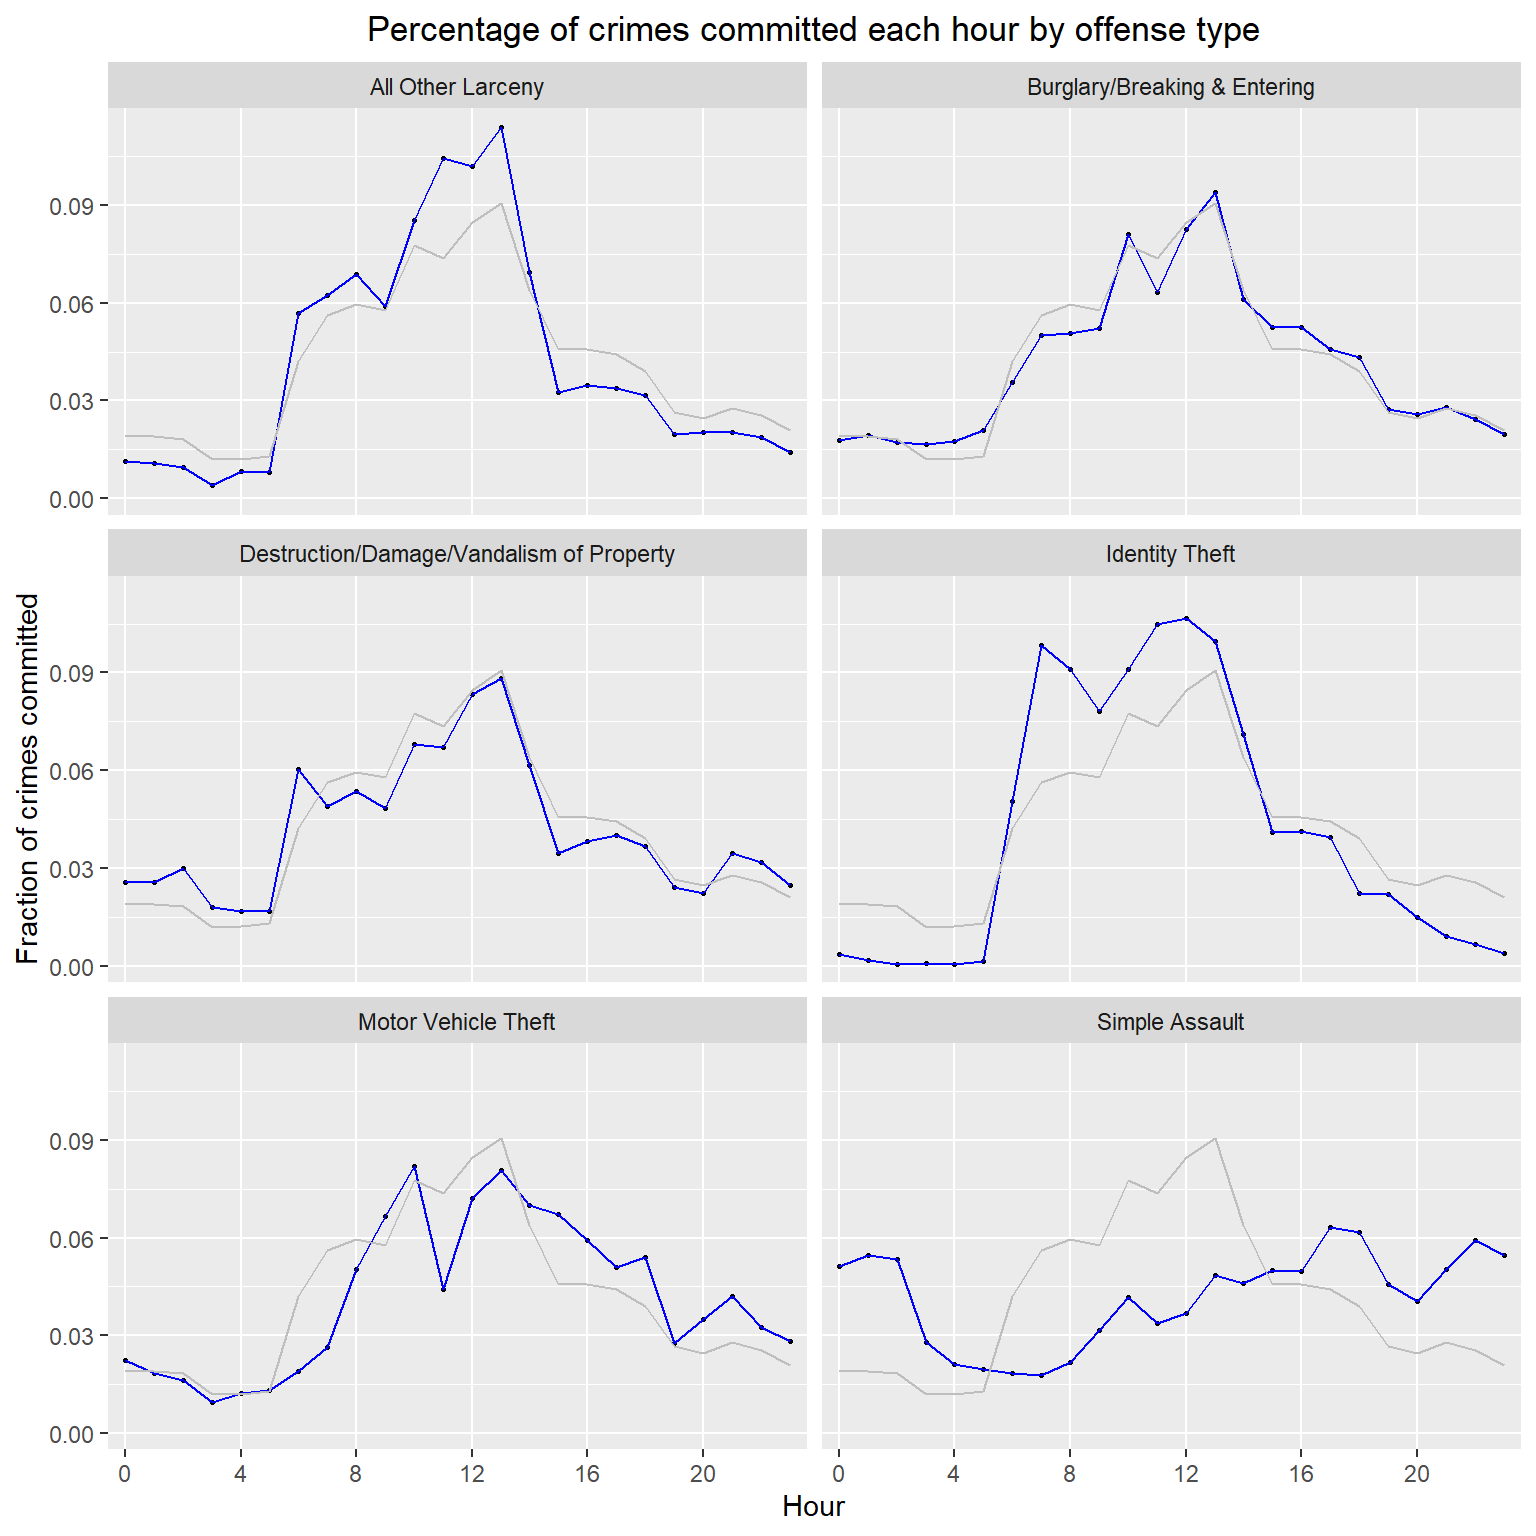 Percentage of crimes committed each hour by offense type
All Other Larceny
Burglary/Breaking & Entering
0.09
0.06
0.03
0.00
Destruction/Damage/Vandalism of Property
Identity Theft
Fraction of crimes committed
0.09
0.06
0.03
0.00
Motor Vehicle Theft
Simple Assault
0.09
0.06
0.03
0.00
0 4 8 12 16 20 0 4 8 12 16 20
Hour